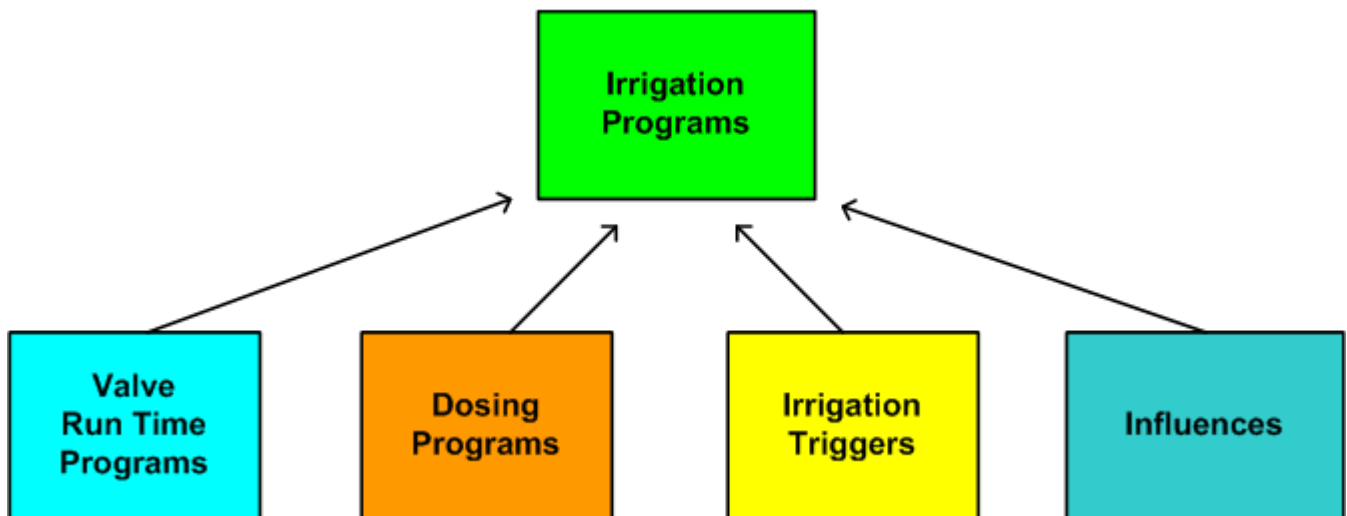 Irrigation
Programs
Valve
Run Time
Programs
Dosing
Programs
Irrigation
Triggers
Influences